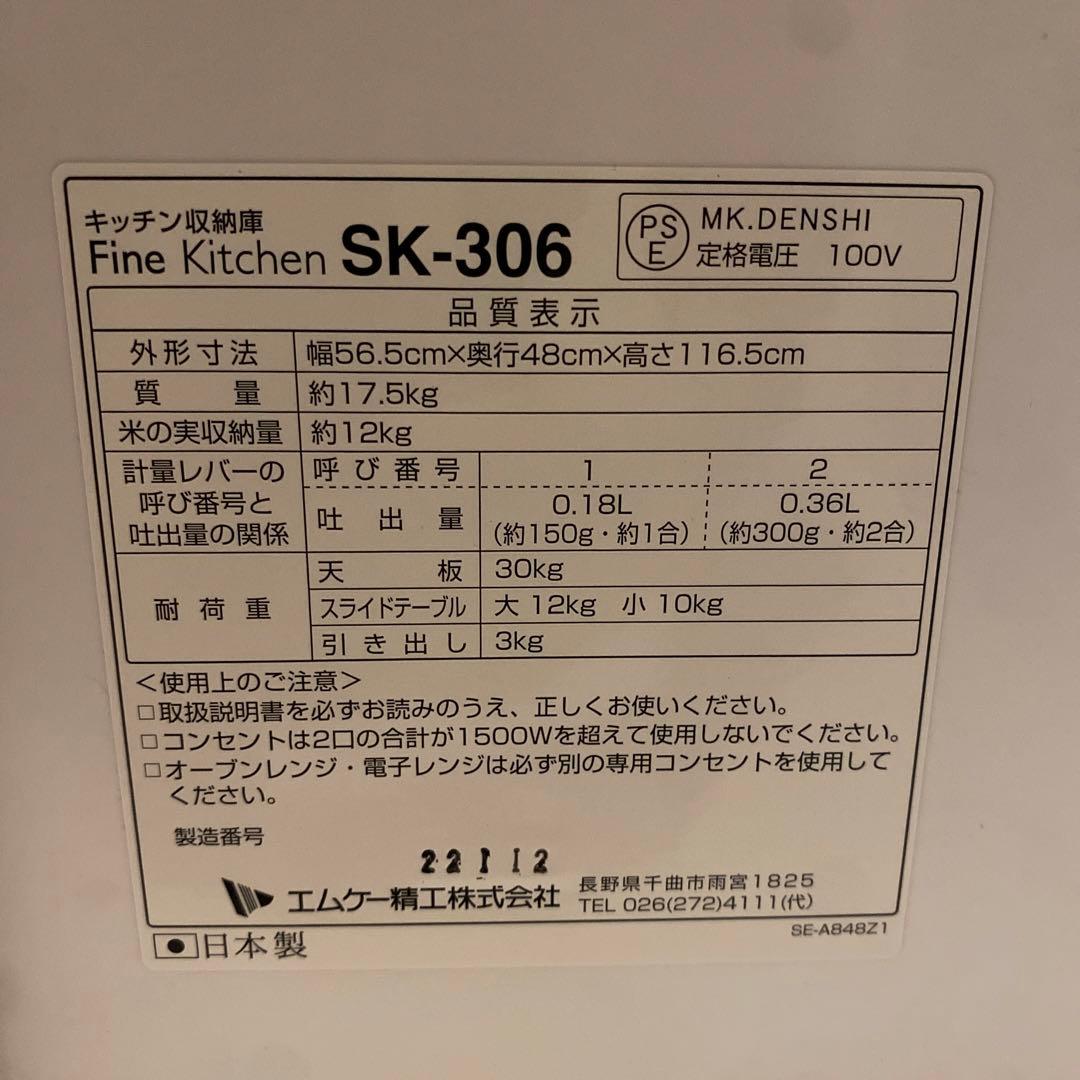 キッチン収納庫
Fine Kitchen SK-306
PSE MK.DENSHI
定格電圧 100V
品質表示
外形寸法 幅56.5cm×奥行48cm×高さ116.5cm
質量 約17.5kg
米の実収納量 約12kg
計量レバーの呼び番号と吐出量の関係
呼び番号 1 2
吐出量 0.18L (約150g・約1合) 0.36L (約300g・約2合)
耐荷重
天板 30kg
スライドテーブル 大 12kg 小 10kg
引き出し 3kg
＜使用上のご注意＞
□取扱説明書を必ずお読みのうえ、正しくお使いください。
□コンセントは2口の合計が1500Wを超えて使用しないでください。
□オーブンレンジ・電子レンジは必ず別の専用コンセントを使用して
ください。
製造番号
22112
エムケー精工株式会社
長野県千曲市雨宮1825
TEL 026(272)4111(代)
SE-A848Z1
日本製